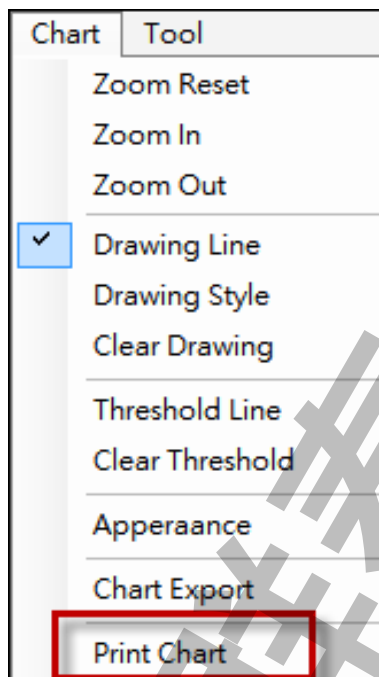 Chart Tool
Zoom Reset
Zoom In
Zoom Out
Drawing Line
Drawing Style
Clear Drawing
Threshold Line
Clear Threshold
Apperaance
Chart Export
Print Chart